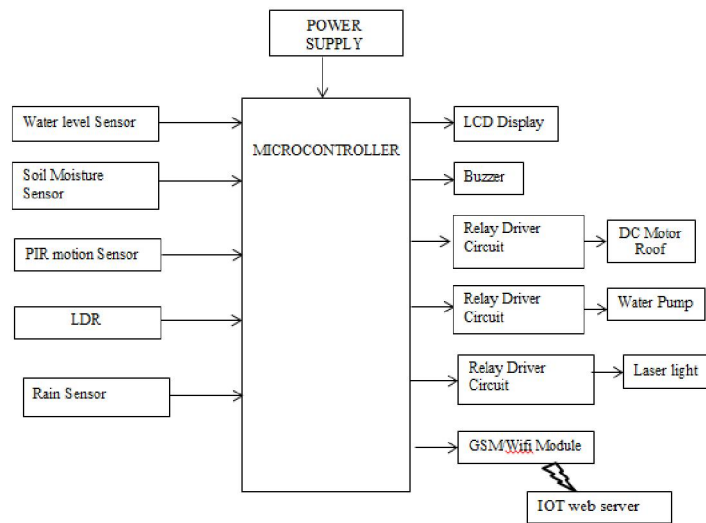 POWER
SUPPLY
Water level Sensor
Soil Moisture
Sensor
PIR motion Sensor
LDR
Rain Sensor
MICROCONTROLLER
LCD Display
Buzzer
Relay Driver
Circuit
DC Motor
Roof
Relay Driver
Circuit
Water Pump
Relay Driver
Circuit
Laser light
GSM/Wifi Module
IOT web server